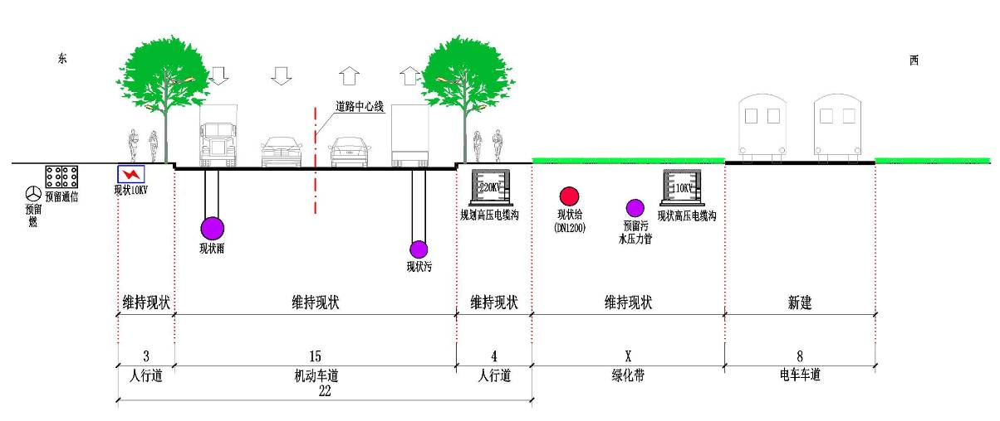 东
西
道路中心线
220KV
110KV
现状10KV
预留通信
预留
燃
规划高压电缆沟
现状给
(DN1200)
预留污
水压力管
现状高压电缆沟
现状雨
现状污
维持现状
维持现状
维持现状
维持现状
新建
3
15
4
X
8
人行道
机动车道
人行道
绿化带
电车车道
22